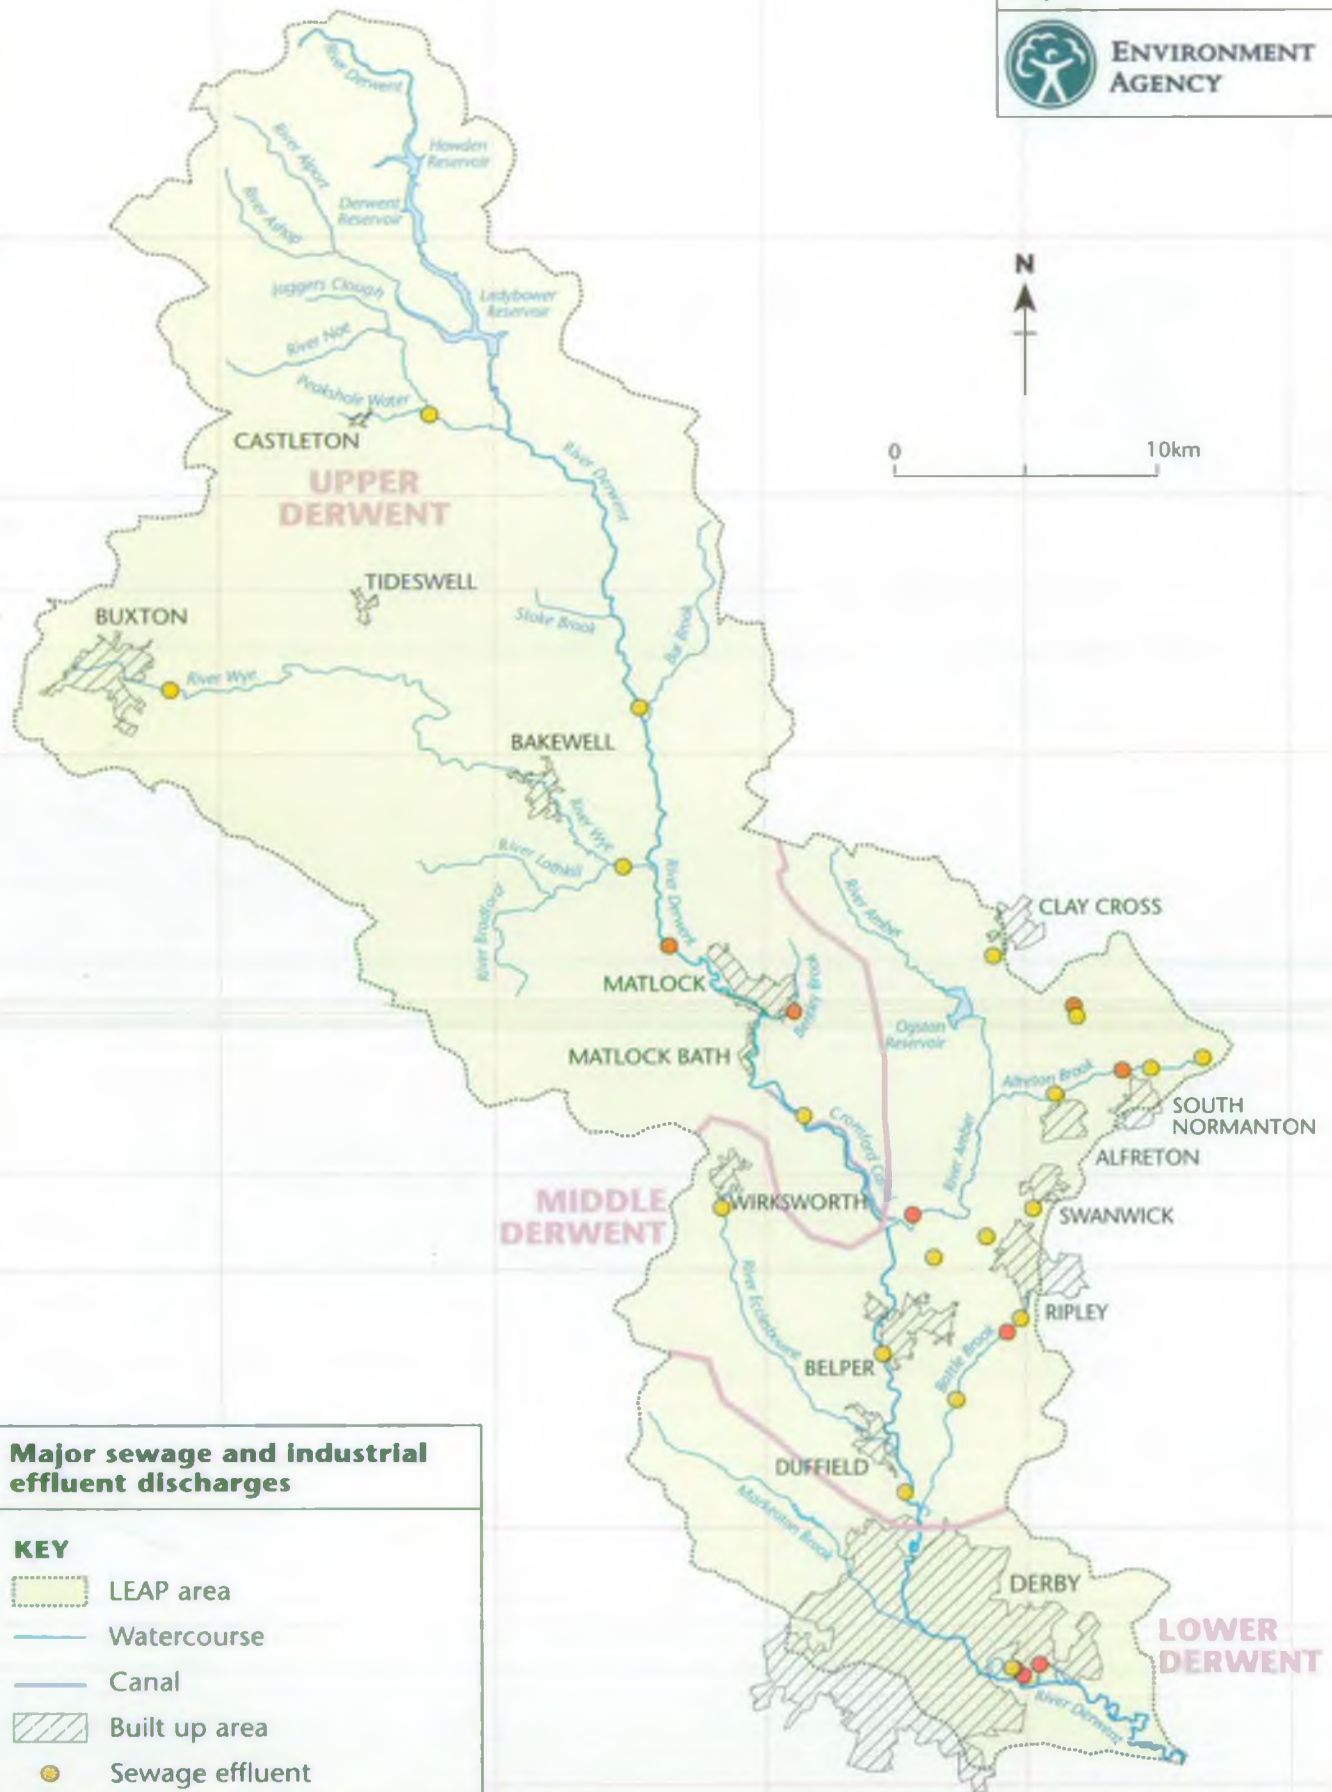 ENVIRONMENT
AGENCY
River Derwent
River Alport
Howden
Reservoir
Derwent
Reservoir
River Ashop
Jaggers Clough
Ladybower
Reservoir
River Noe
Peakshole Water
CASTLETON
UPPER
DERWENT
River Derwent
N
0
10km
TIDESWELL
BUXTON
Stoke Brook
Bar Brook
River Wye
BAKEWELL
River Wye
River Lathkill
River Bradford
River Derwent
River Amber
CLAY CROSS
MATLOCK
Bentley Brook
Ogston
Reservoir
MATLOCK BATH
Alfreton Brook
SOUTH
NORMANTON
Cromford Canal
River Amber
ALFRETON
MIDDLE
DERWENT
WIRKSWORTH
SWANWICK
River Ecclesbourne
RIPLEY
BELPER
Bottle Brook
DUFFIELD
Markeaton Brook
DERBY
LOWER
DERWENT
River Derwent
Major sewage and industrial
effluent discharges
KEY
LEAP area
Watercourse
Canal
Built up area
Sewage effluent